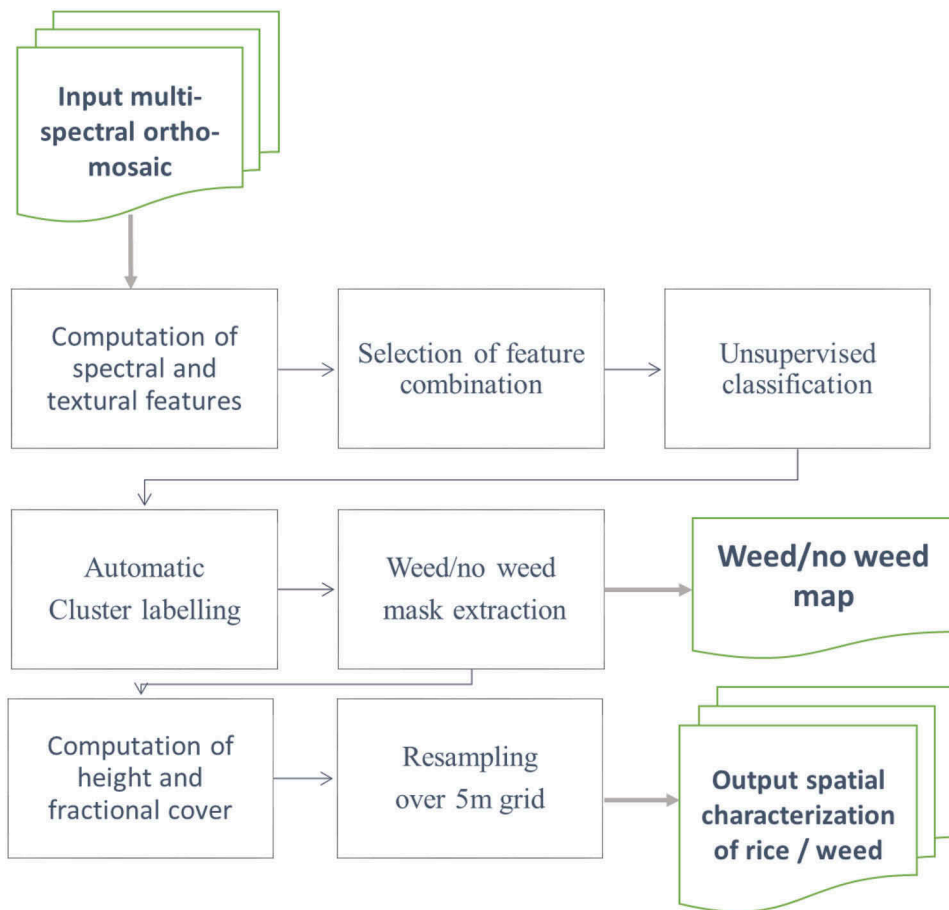 Input multi-
spectral ortho-
mosaic
Computation of
spectral and
textural features
Selection of feature
combination
Unsupervised
classification
Automatic
Cluster labelling
Weed/no weed
mask extraction
Weed/no weed
map
Computation of
height and
fractional cover
Resampling
over 5m grid
Output spatial
characterization
of rice / weed